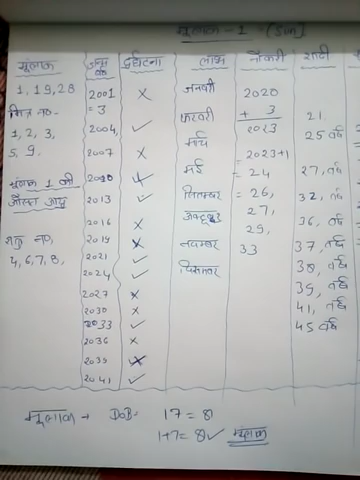 मूलांक - 1 = (Sun)
मूलांक जन्म दुर्घटना लाभ नौकरी शादी
1, 19, 28 2001 × जनवरी 2020
मित्र न०- = 3 फरवरी + 3 21
1, 2, 3, 2004 ✓ मार्च 2023 25 वर्ष
5, 9. 2007 × = 2023+1
मूलांक 1 की मई = 24 27, वर्ष
औसत आयु 2013 ✓ सितम्बर = 26, 32, वर्ष
2016 × अक्टूबर 27, 36, वर्ष
शत्रु न०, 2019 × 29,
4, 6, 7, 8, 2021 ✓ नवम्बर 33 37, वर्ष
2024 ✓ दिसम्बर 38, वर्ष
2027 × 39, वर्ष
2030 × 41, वर्ष
2033 ✓ 45 वर्ष
2036 ×
2039 ×
2041 ✓
मूलांक → DOB- 17 = 8
1+7 = 8 ✓ मूलांक